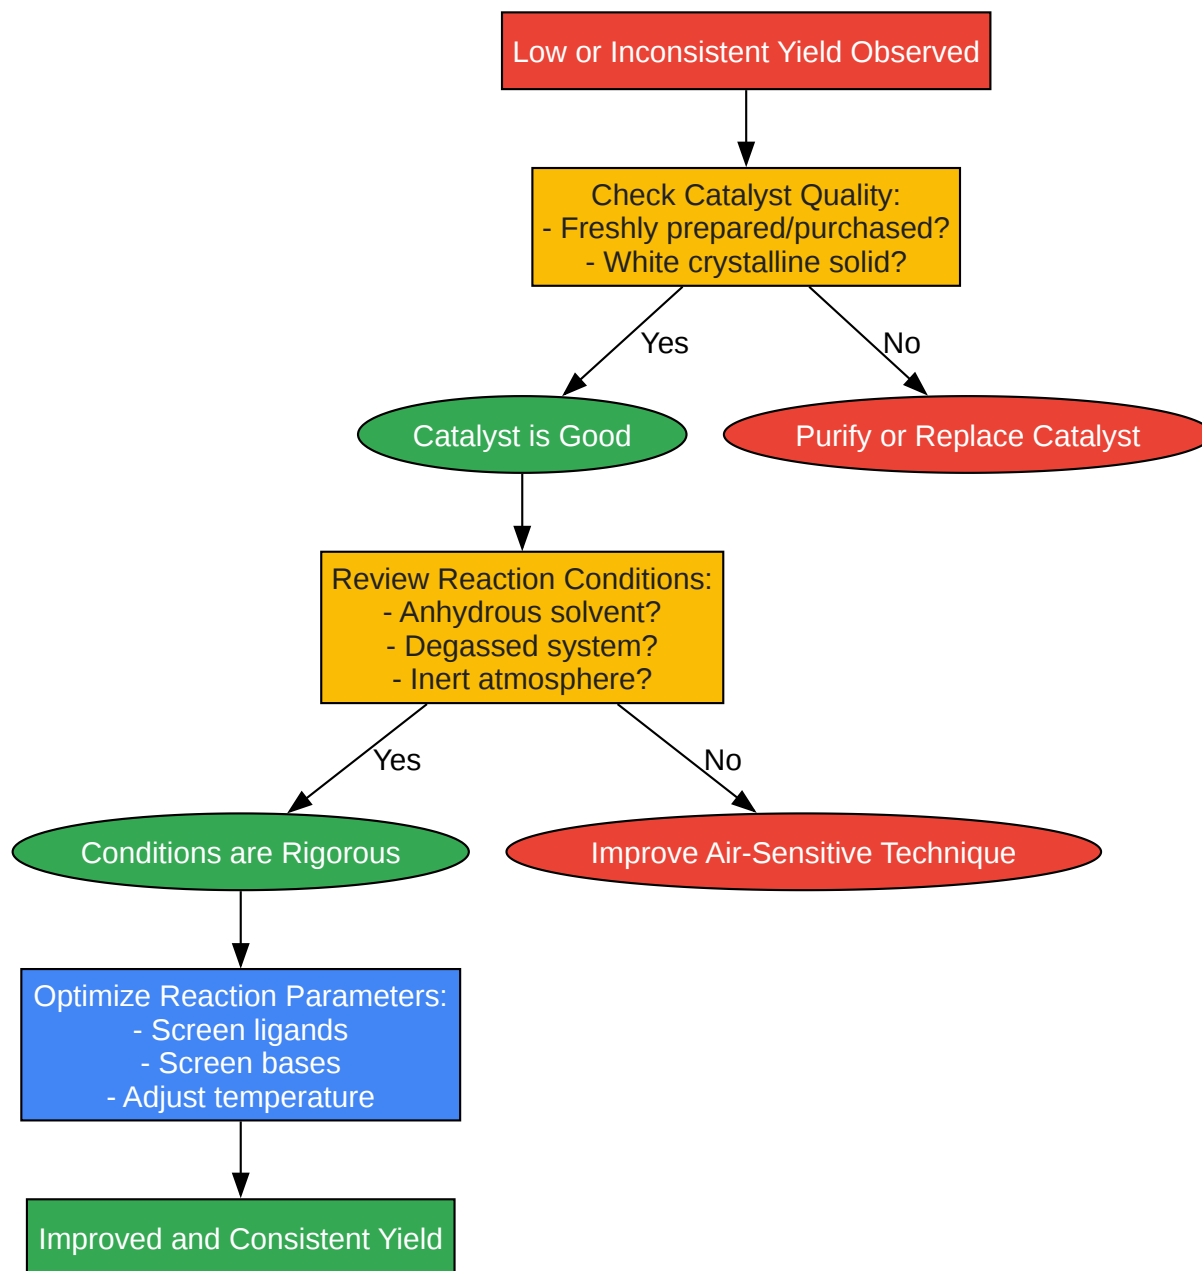 Low or Inconsistent Yield Observed
Check Catalyst Quality:
- Freshly prepared/purchased?
- White crystalline solid?
Yes
No
Catalyst is Good
Purify or Replace Catalyst
Review Reaction Conditions:
- Anhydrous solvent?
- Degassed system?
- Inert atmosphere?
Yes
No
Conditions are Rigorous
Improve Air-Sensitive Technique
Optimize Reaction Parameters:
- Screen ligands
- Screen bases
- Adjust temperature
Improved and Consistent Yield